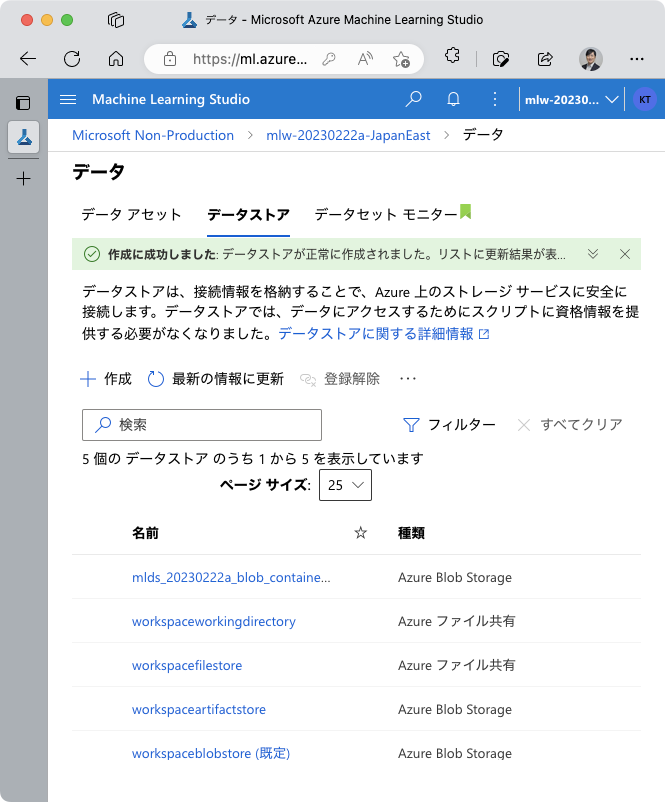 データ - Microsoft Azure Machine Learning Studio
https://ml.azure...
Machine Learning Studio
mlw-20230...
KT
Microsoft Non-Production > mlw-20230222a-JapanEast > データ
データ
データ アセット データストア データセット モニター
作成に成功しました: データストアが正常に作成されました。リストに更新結果が表...
データストアは、接続情報を格納することで、Azure 上のストレージ サービスに安全に
接続します。データストアでは、データにアクセスするためにスクリプトに資格情報を提
供する必要がなくなりました。データストアに関する詳細情報
作成 最新の情報に更新 登録解除 ...
検索 フィルター すべてクリア
5 個の データストア のうち 1 から 5 を表示しています
ページ サイズ: 25
名前 種類
mlds_20230222a_blob_containe... Azure Blob Storage
workspaceworkingdirectory Azure ファイル共有
workspacefilestore Azure ファイル共有
workspaceartifactstore Azure Blob Storage
workspaceblobstore (既定) Azure Blob Storage